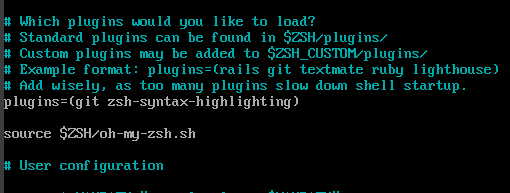 # Which plugins would you like to load?
# Standard plugins can be found in $ZSH/plugins/
# Custom plugins may be added to $ZSH_CUSTOM/plugins/
# Example format: plugins=(rails git textmate ruby lighthouse)
# Add wisely, as too many plugins slow down shell startup.
plugins=(git zsh-syntax-highlighting)
source $ZSH/oh-my-zsh.sh
# User configuration